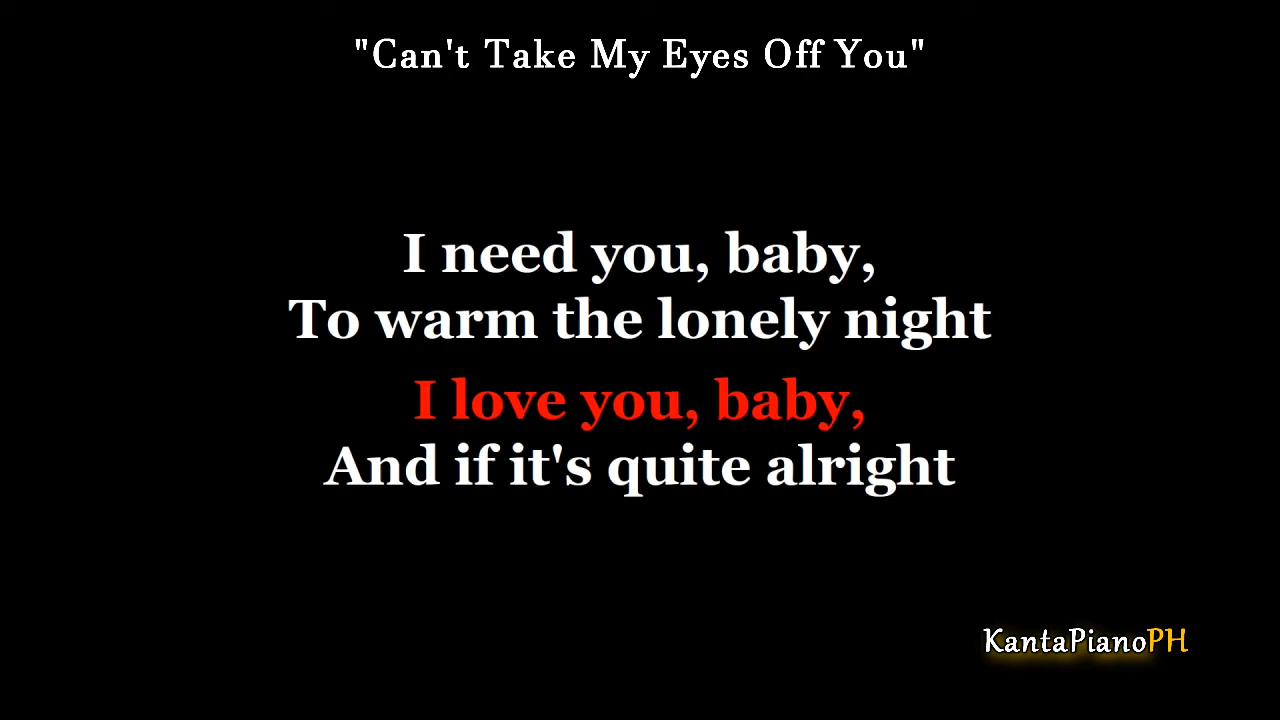 "Can't Take My Eyes Off You"
I need you, baby,
To warm the lonely night
I love you, baby,
And if it's quite alright
KantaPianoPH